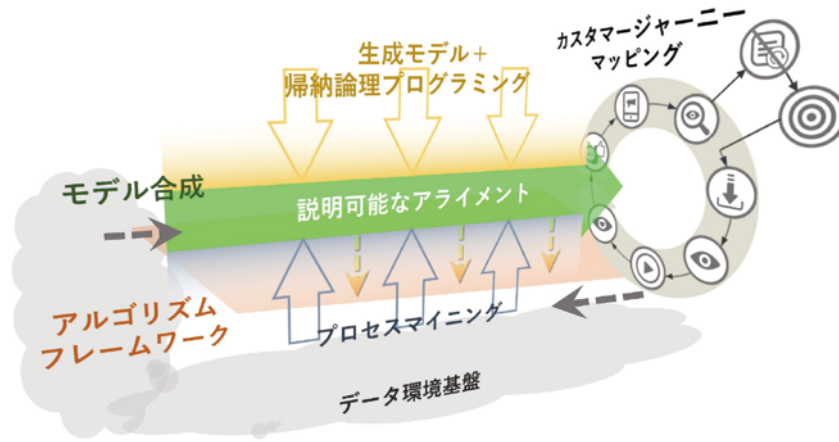 生成モデル+
帰納論理プログラミング
カスタマージャーニー
マッピング
モデル合成
説明可能なアライメント
アルゴリズム
フレームワーク
プロセスマイニング
データ環境基盤